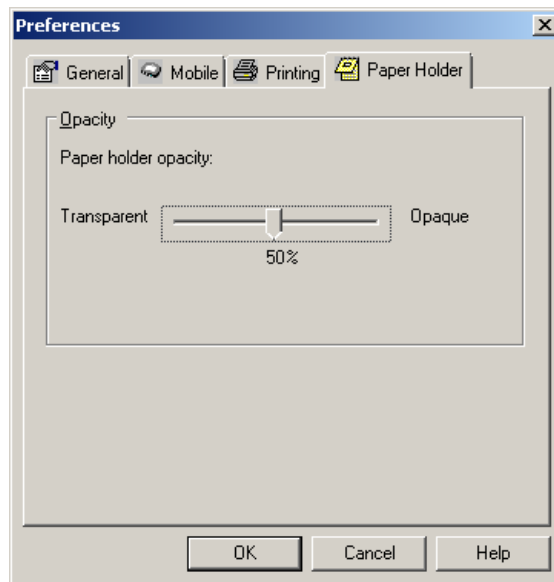 Preferences
General Mobile Printing Paper Holder
Opacity
Paper holder opacity:
Transparent Opaque
50%
OK Cancel Help